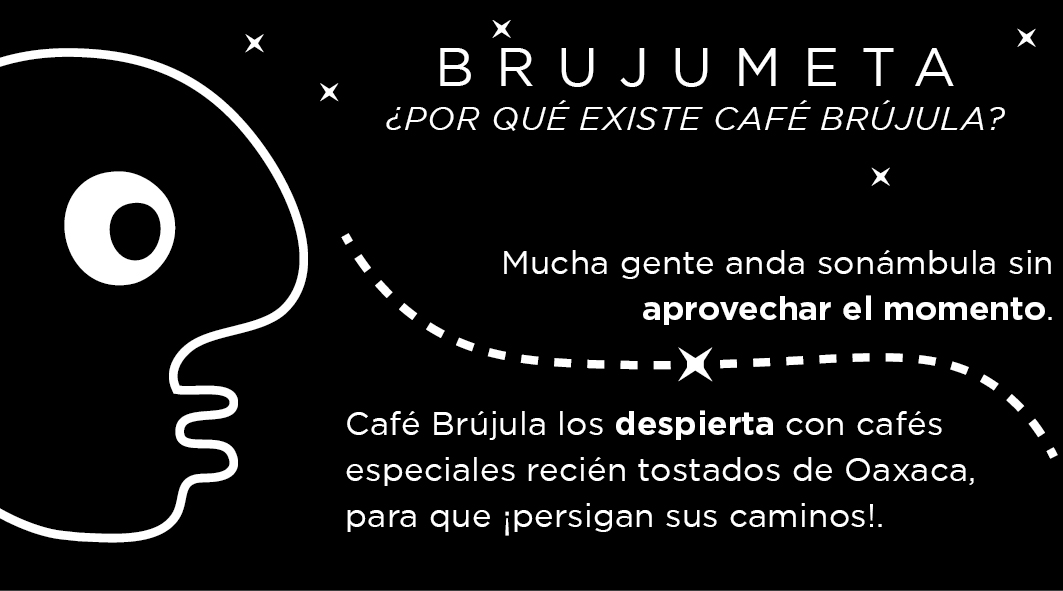 BRUJUMETA
¿POR QUÉ EXISTE CAFÉ BRÚJULA?
Mucha gente anda sonámbula sin
aprovechar el momento.
Café Brújula los despierta con cafés
especiales recién tostados de Oaxaca,
para que ¡persigan sus caminos!.